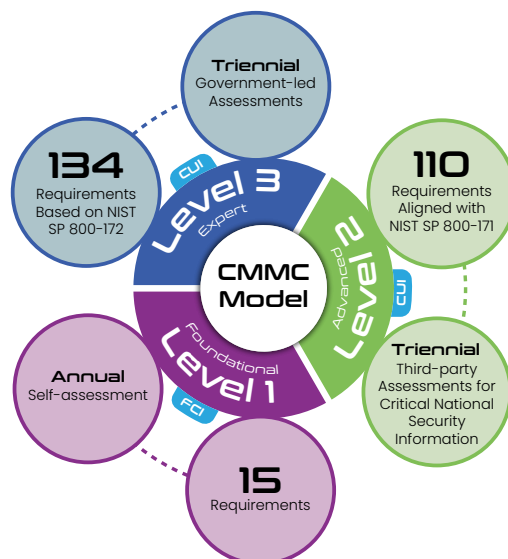 Triennial
Government-led
Assessments
134
Requirements
Based on NIST
SP 800-172
CUI
Level 3
Expert
110
Requirements
Aligned with
NIST SP 800-171
Level 2
Advanced
CUI
CMMC
Model
Triennial
Third-party
Assessments for
Critical National
Security
Information
Foundational
Level 1
FCI
Annual
Self-assessment
15
Requirements